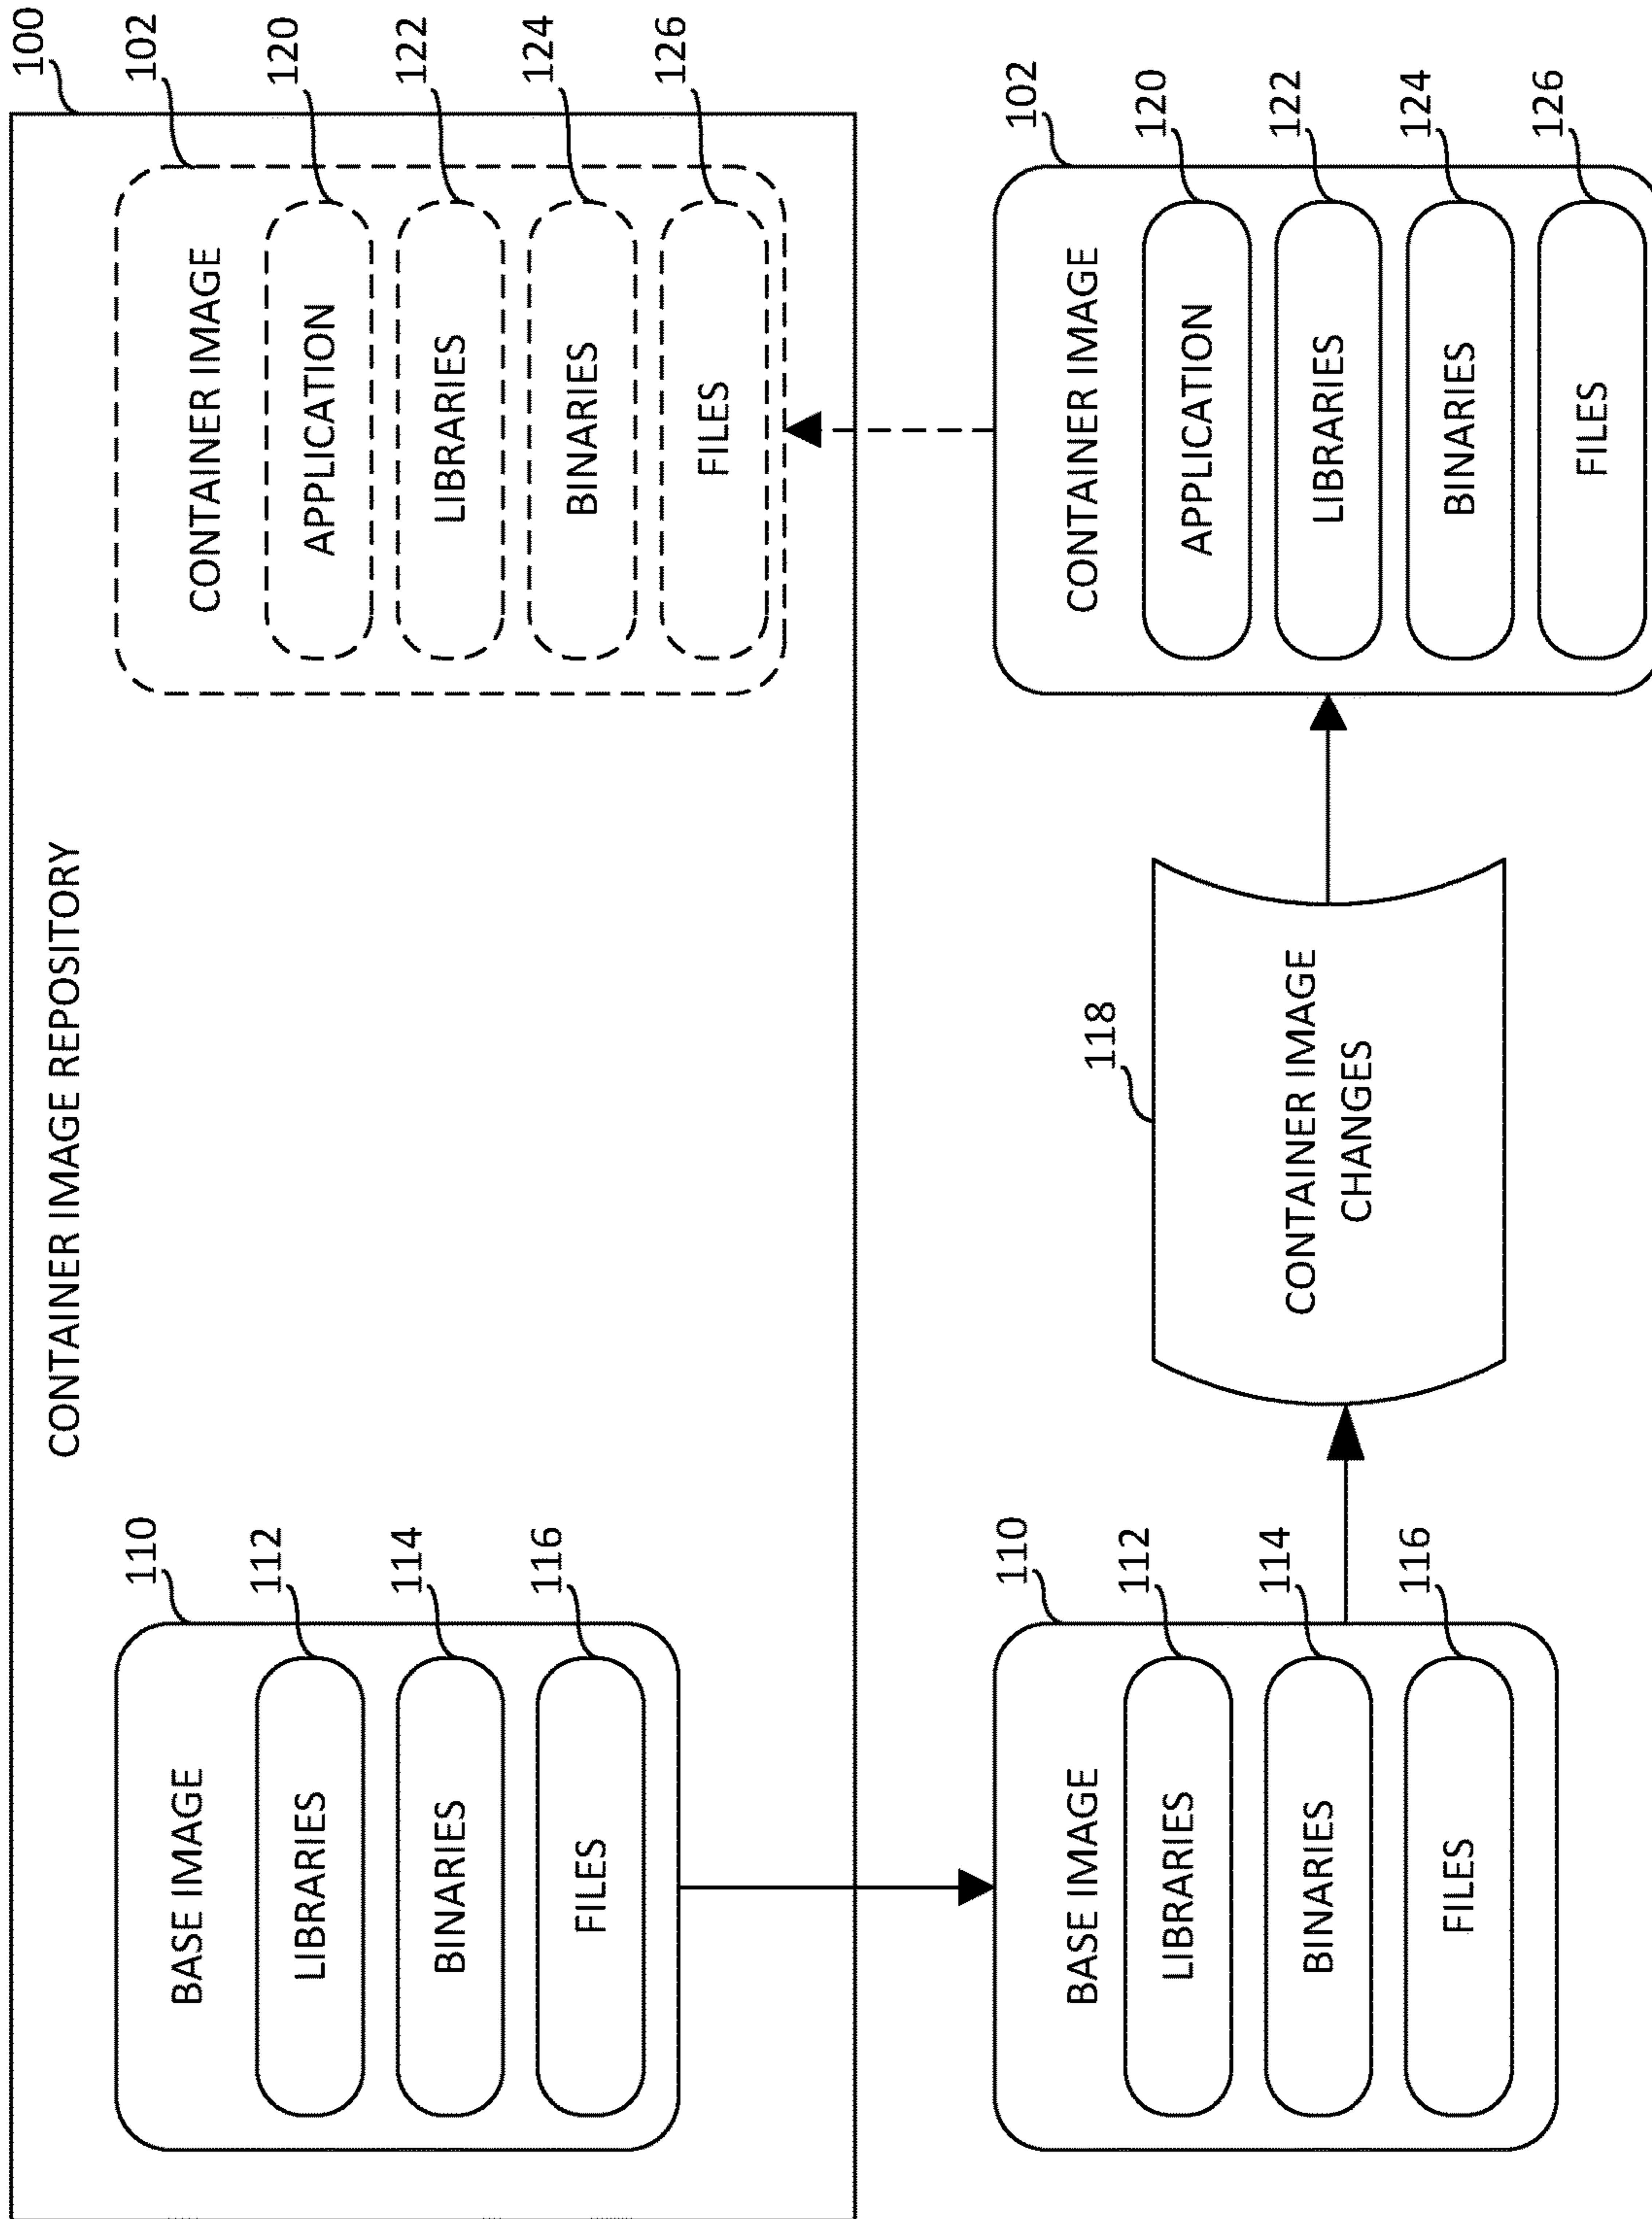 CONTAINER IMAGE REPOSITORY
100
BASE IMAGE
110
LIBRARIES
112
BINARIES
114
FILES
116
CONTAINER IMAGE
102
APPLICATION
120
LIBRARIES
122
BINARIES
124
FILES
126
BASE IMAGE
110
LIBRARIES
112
BINARIES
114
FILES
116
118
CONTAINER IMAGE
CHANGES
CONTAINER IMAGE
102
APPLICATION
120
LIBRARIES
122
BINARIES
124
FILES
126